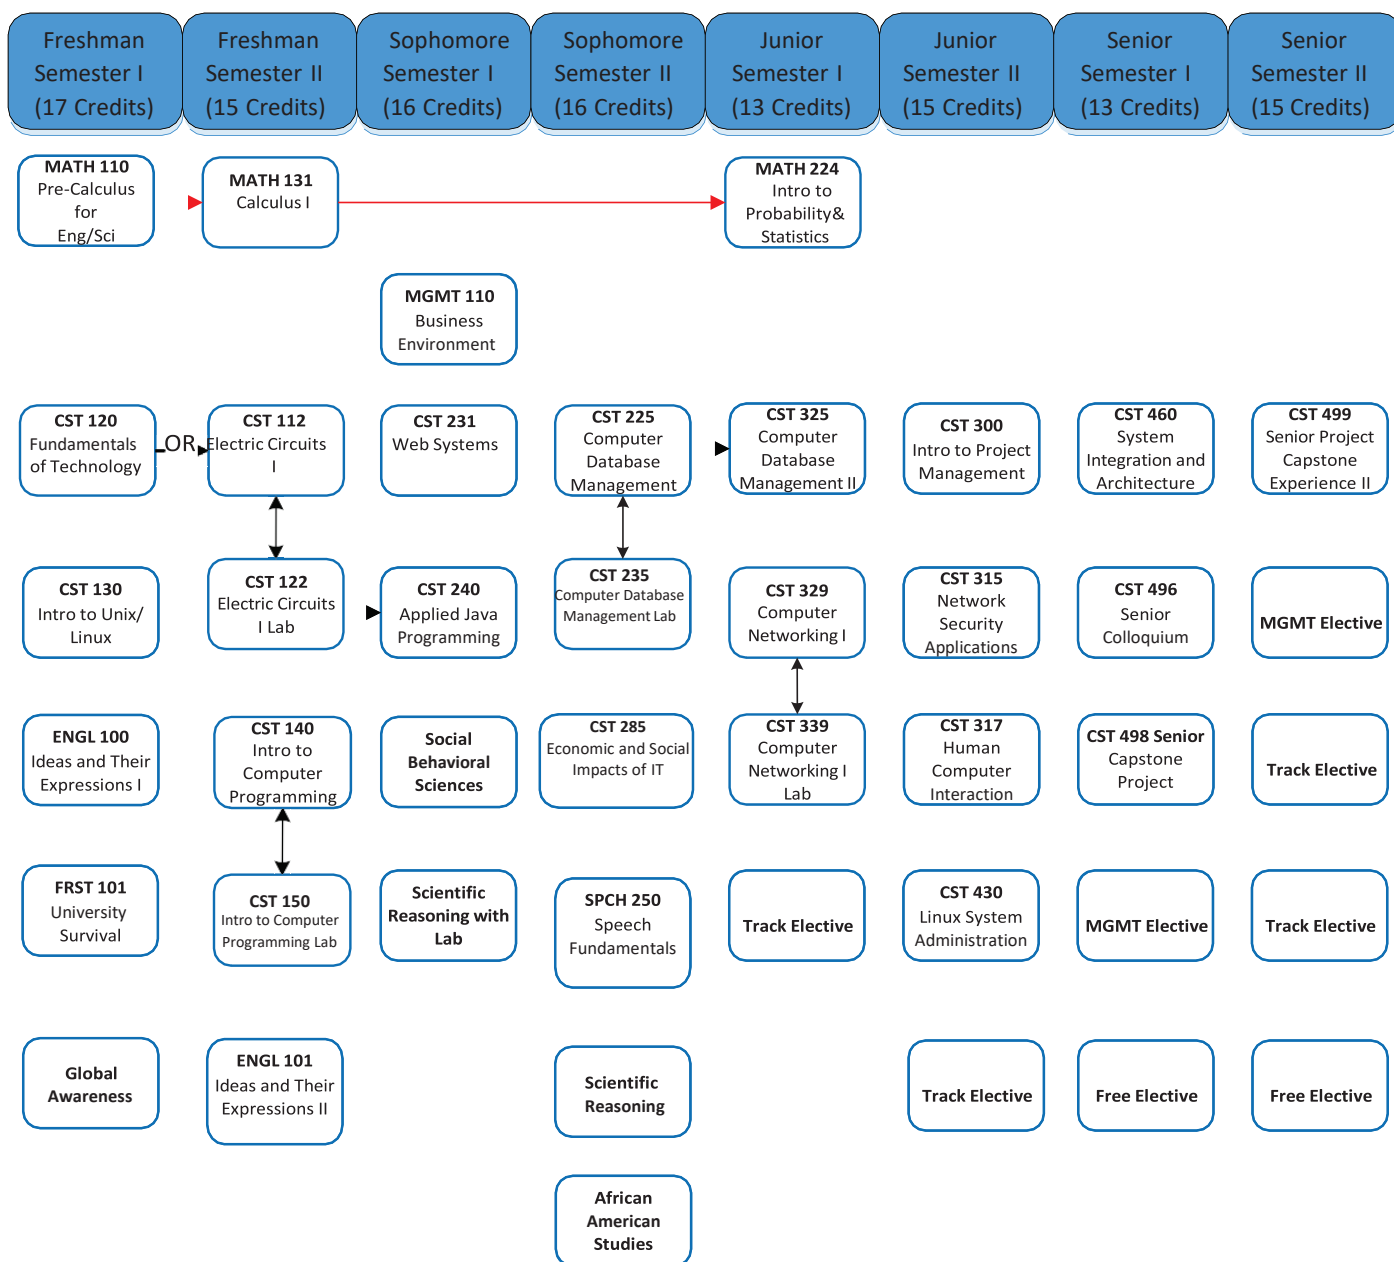 Freshman
Semester I
(17 Credits)
Freshman
Semester II
(15 Credits)
Sophomore
Semester I
(16 Credits)
Sophomore
Semester II
(16 Credits)
Junior
Semester I
(13 Credits)
Junior
Semester II
(15 Credits)
Senior
Semester I
(13 Credits)
Senior
Semester II
(15 Credits)
MATH 110
Pre-Calculus
for
Eng/Sci
MATH 131
Calculus I
MATH 224
Intro to
Probability&
Statistics
MGMT 110
Business
Environment
CST 120
Fundamentals
of Technology
OR
CST 112
Electric Circuits
I
CST 231
Web Systems
CST 225
Computer
Database
Management
CST 325
Computer
Database
Management II
CST 300
Intro to Project
Management
CST 460
System
Integration and
Architecture
CST 499
Senior Project
Capstone
Experience II
CST 130
Intro to Unix/
Linux
CST 122
Electric Circuits
I Lab
CST 240
Applied Java
Programming
CST 235
Computer Database
Management Lab
CST 329
Computer
Networking I
CST 315
Network
Security
Applications
CST 496
Senior
Colloquium
MGMT Elective
ENGL 100
Ideas and Their
Expressions I
CST 140
Intro to
Computer
Programming
Social
Behavioral
Sciences
CST 285
Economic and Social
Impacts of IT
CST 339
Computer
Networking I
Lab
CST 317
Human
Computer
Interaction
CST 498 Senior
Capstone
Project
Track Elective
FRST 101
University
Survival
CST 150
Intro to Computer
Programming Lab
Scientific
Reasoning with
Lab
SPCH 250
Speech
Fundamentals
Track Elective
CST 430
Linux System
Administration
MGMT Elective
Track Elective
Global
Awareness
ENGL 101
Ideas and Their
Expressions II
Scientific
Reasoning
Track Elective
Free Elective
Free Elective
African
American
Studies